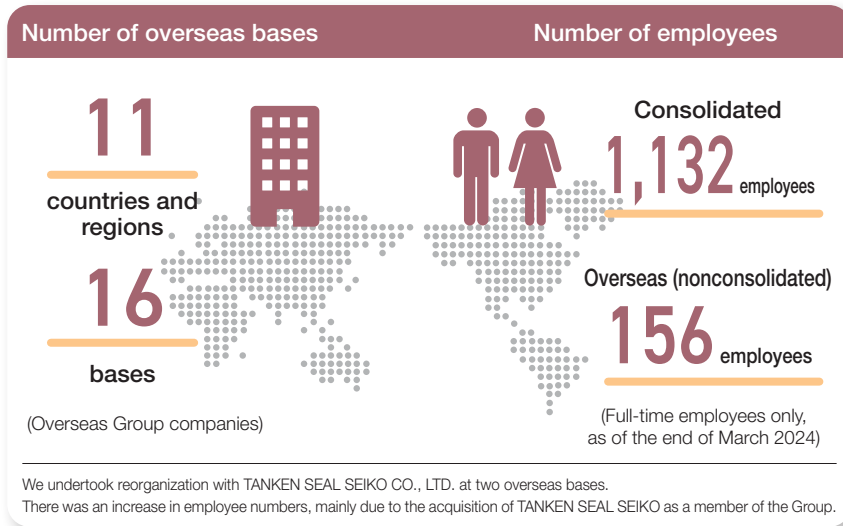 Number of overseas bases
11
countries and
regions
16
bases
(Overseas Group companies)
Number of employees
Consolidated
1,132 employees
Overseas (nonconsolidated)
156 employees
(Full-time employees only,
as of the end of March 2024)
We undertook reorganization with TANKEN SEAL SEIKO CO., LTD. at two overseas bases.
There was an increase in employee numbers, mainly due to the acquisition of TANKEN SEAL SEIKO as a member of the Group.